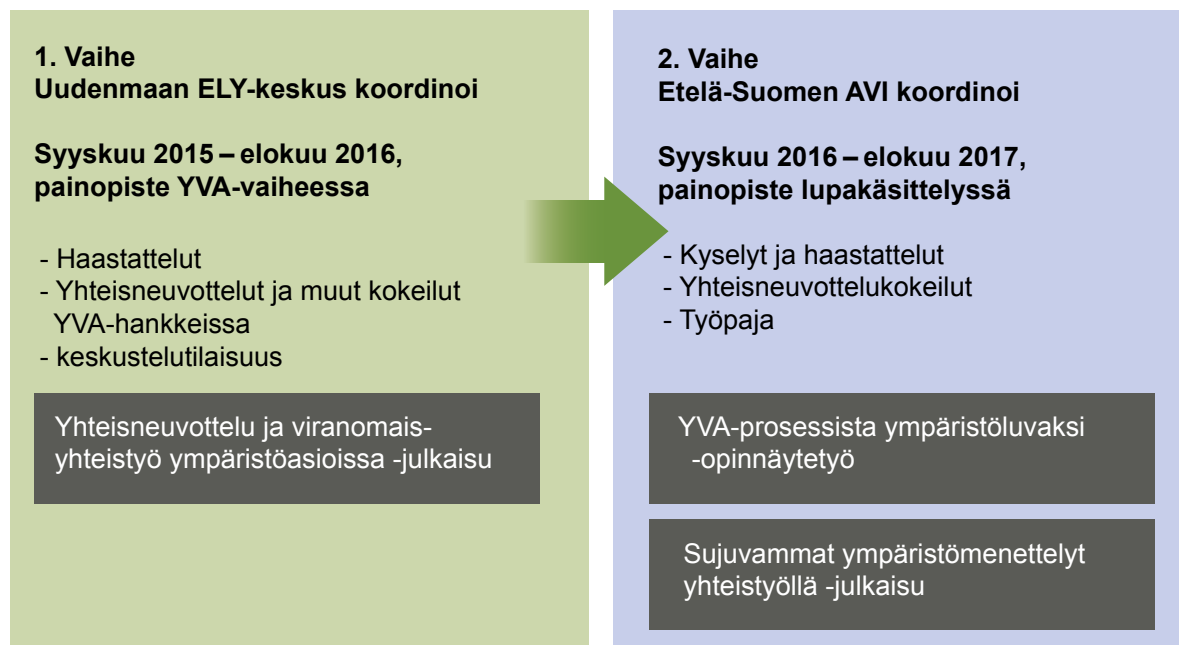 1. Vaihe
Uudenmaan ELY-keskus koordinoi
Syyskuu 2015 – elokuu 2016,
painopiste YVA-vaiheessa
- Haastattelut
- Yhteisneuvottelut ja muut kokeilut
YVA-hankkeissa
- keskustelutilaisuus
Yhteisneuvottelu ja viranomais-
yhteistyö ympäristöasioissa -julkaisu
2. Vaihe
Etelä-Suomen AVI koordinoi
Syyskuu 2016 – elokuu 2017,
painopiste lupakäsittelyssä
- Kyselyt ja haastattelut
- Yhteisneuvottelukokeilut
- Työpaja
YVA-prosessista ympäristöluvaksi
-opinnäytetyö
Sujuvammat ympäristömenettelyt
yhteistyöllä -julkaisu